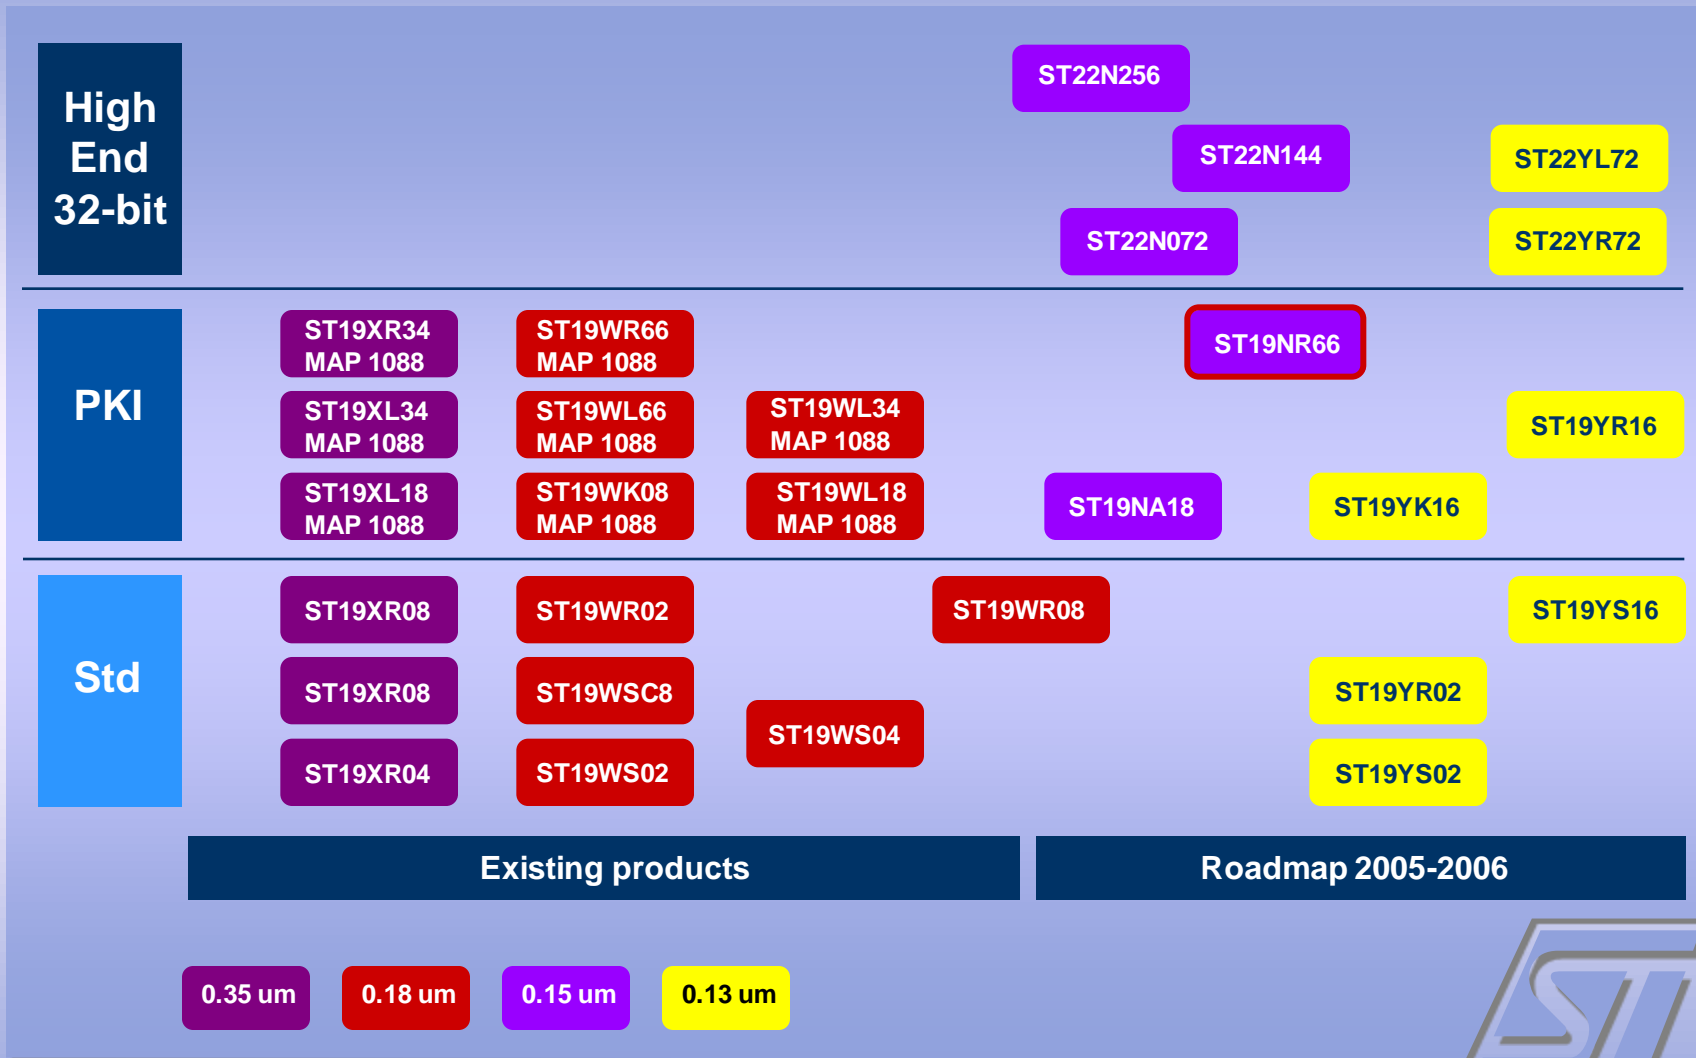 High
End
32-bit
ST22N256
ST22N144
ST22YL72
ST22N072
ST22YR72
PKI
ST19XR34
MAP 1088
ST19WR66
MAP 1088
ST19NR66
ST19XL34
MAP 1088
ST19WL66
MAP 1088
ST19WL34
MAP 1088
ST19YR16
ST19XL18
MAP 1088
ST19WK08
MAP 1088
ST19WL18
MAP 1088
ST19NA18
ST19YK16
Std
ST19XR08
ST19WR02
ST19WR08
ST19YS16
ST19XR08
ST19WSC8
ST19WS04
ST19YR02
ST19XR04
ST19WS02
ST19YS02
Existing products
Roadmap 2005-2006
0.35 um
0.18 um
0.15 um
0.13 um
ST